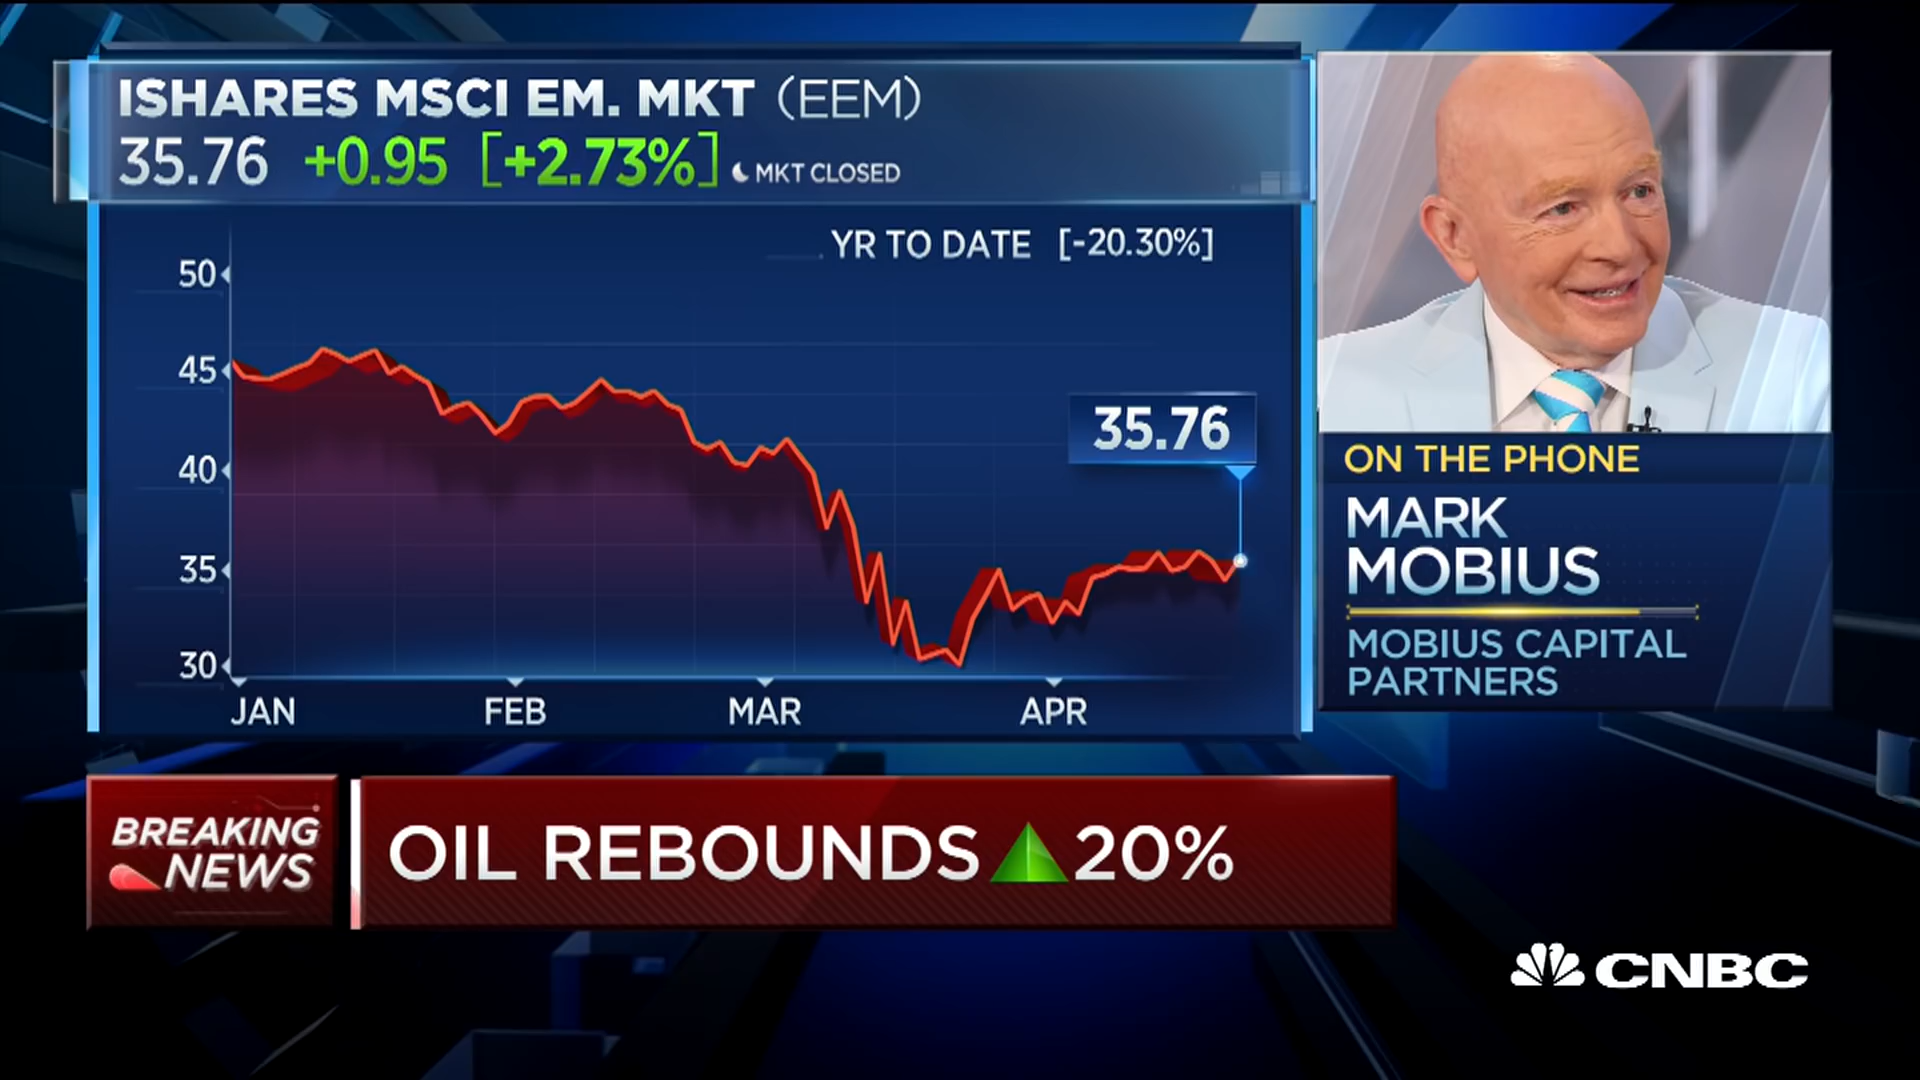 ISHARES MSCI EM. MKT (EEM)
35.76 +0.95 [+2.73%] MKT CLOSED
YR TO DATE [-20.30%]
50
45
40
35
30
35.76
JAN FEB MAR APR
ON THE PHONE
MARK
MOBIUS
MOBIUS CAPITAL
PARTNERS
BREAKING
NEWS
OIL REBOUNDS 20%
CNBC